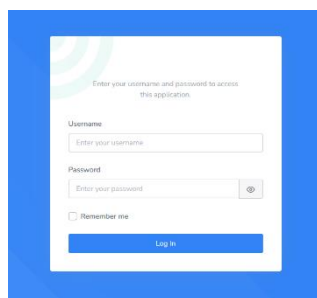 Enter your username and password to access
this application.
Username
Enter your username
Password
Enter your password
Remember me
Log In